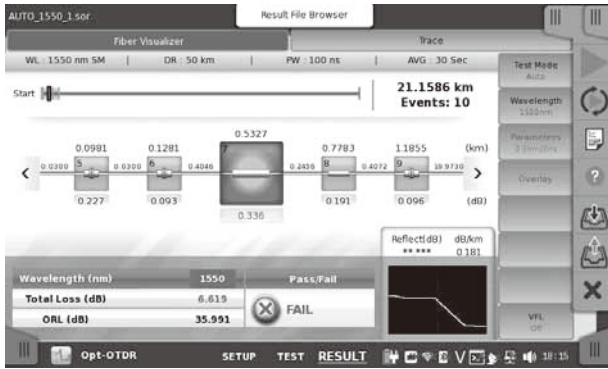 AUTO_1550_1.sor
Result File Browser
Fiber Visualizer
Trace
WL : 1550 nm SM | DR : 50 km | PW : 100 ns | AVG : 30 Sec
Start
21.1586 km
Events: 10
0.0981 0.1281 0.5327 0.7783 1.1855 (km)
0.0300 5 0.0300 6 0.4046 7 0.2456 8 0.4072 9 19.9730
0.227 0.093 0.336 0.191 0.096 (dB)
Reflect(dB) dB/km
**.*** 0.181
Wavelength (nm) 1550 Pass/Fail
Total Loss (dB) 6.619
ORL (dB) 35.991
FAIL
Test Mode
Auto
Wavelength
1550nm
Parameters
Overlay
VFL
Off
Opt-OTDR SETUP TEST RESULT 18:15